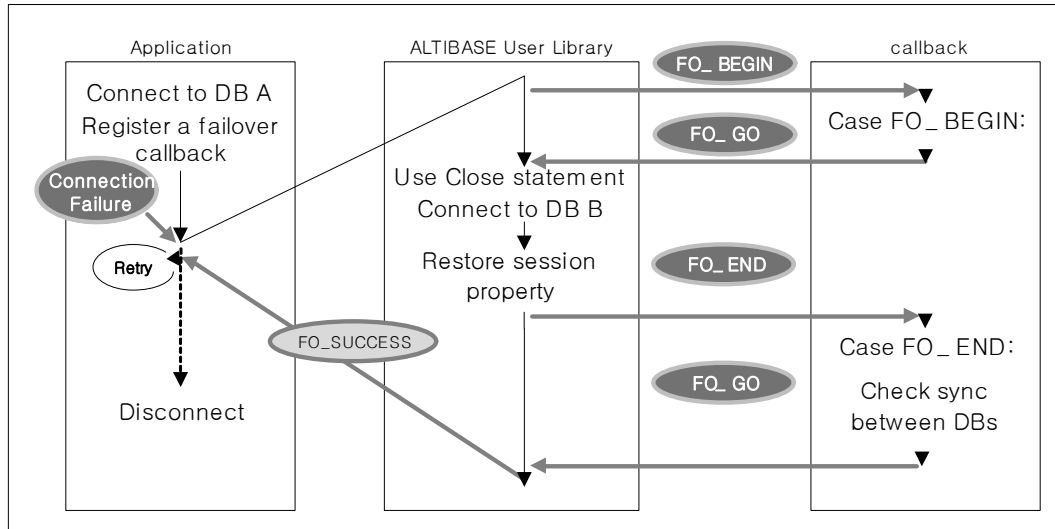 Application
ALTIBASE User Library
callback
FO_ BEGIN
Connect to DB A
Register a failover
callback
Case FO_ BEGIN:
FO_ GO
Connection
Failure
Use Close statement
Connect to DB B
Retry
Restore session
property
FO_ END
FO_SUCCESS
Case FO_ END:
FO_ GO
Check sync
between DBs
Disconnect